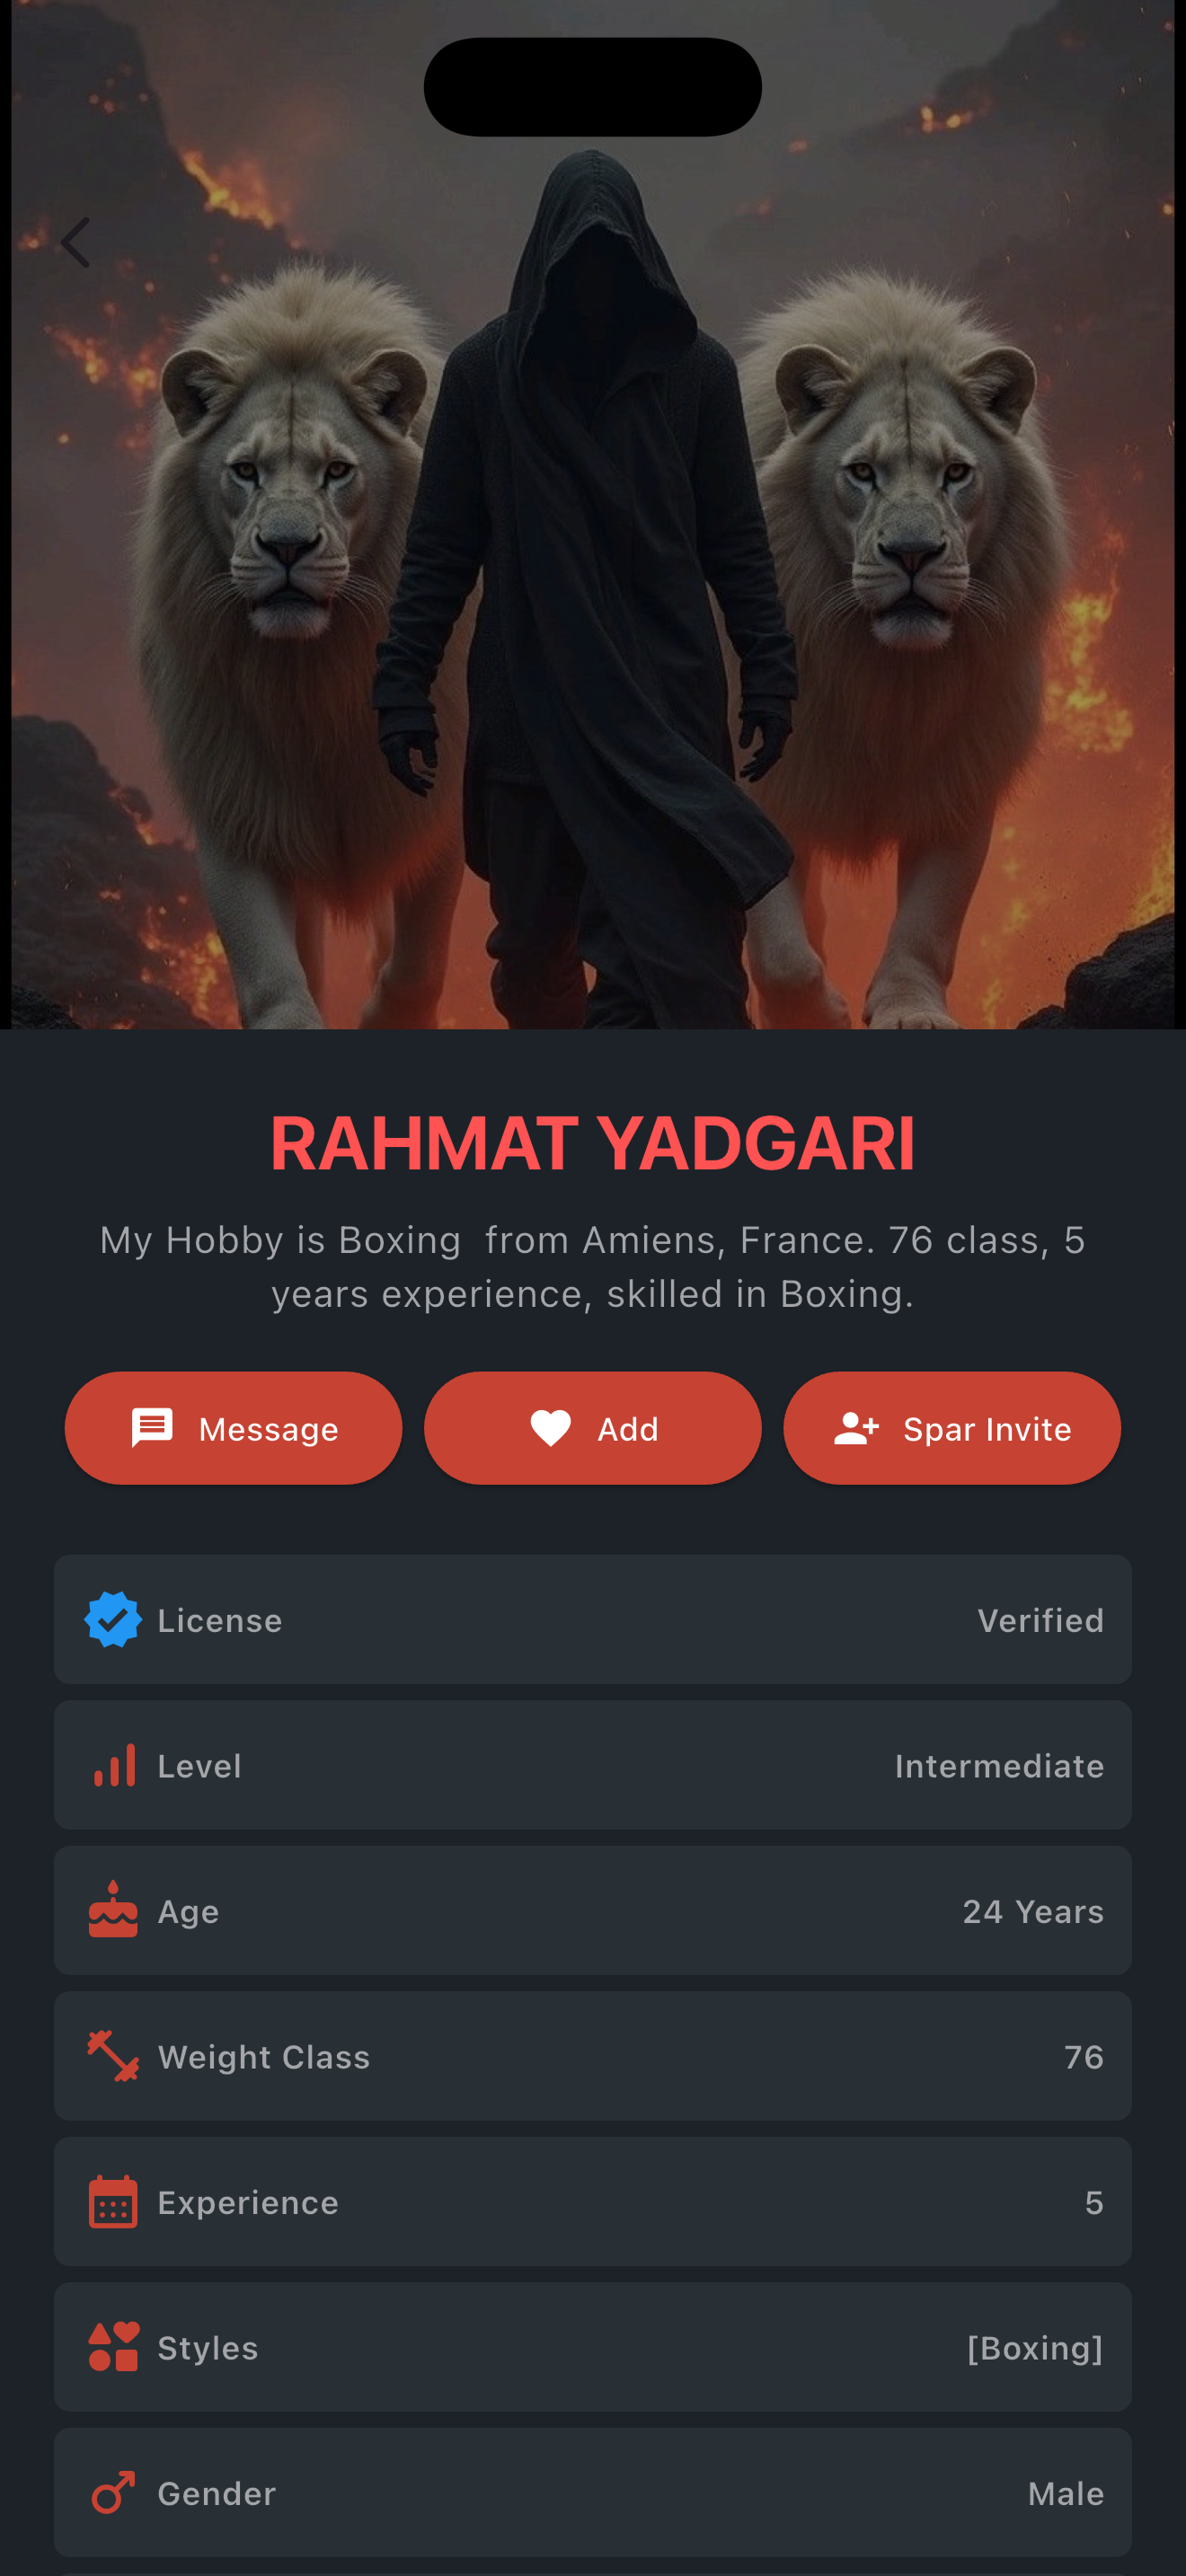 RAHMAT YADGARI
My Hobby is Boxing  from Amiens, France. 76 class, 5
years experience, skilled in Boxing.
Message Add Spar Invite
License Verified
Level Intermediate
Age 24 Years
Weight Class 76
Experience 5
Styles [Boxing]
Gender Male